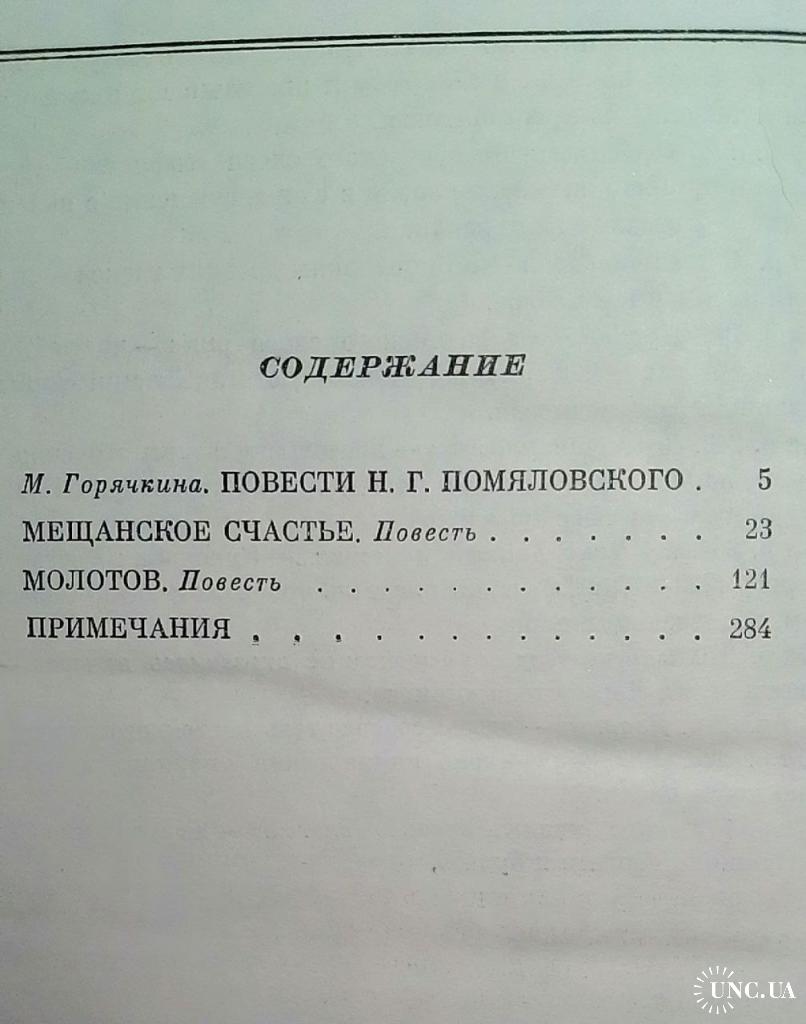 СОДЕРЖАНИЕ
М. Горячкина. ПОВЕСТИ Н. Г. ПОМЯЛОВСКОГО . 5
МЕЩАНСКОЕ СЧАСТЬЕ. Повесть . . . . . . . 23
МОЛОТОВ. Повесть . . . . . . . . . . . . 121
ПРИМЕЧАНИЯ . . . . . . . . . . . . 284
UNC.UA